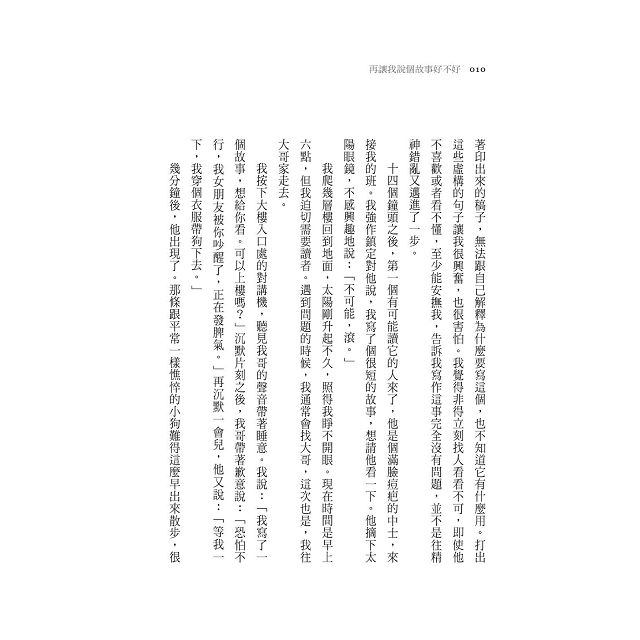 再讓我說個故事好不好 010
著印出來的稿子，無法跟自己解釋為什麼要寫這個，也不知道它有什麼用。打出
這些虛構的句子讓我很興奮，也很害怕。我覺得非得立刻找人看看不可，即使他
不喜歡或者看不懂，至少能安撫我，告訴我寫作這事完全沒有問題，並不是往精
神錯亂又邁進了一步。
十四個鐘頭之後，第一個有可能讀它的人來了，他是個滿臉痘疤的中士，來
接我的班。我強作鎮定對他說，我寫了個很短的故事，想請他看一下。他摘下太
陽眼鏡，不感興趣地說：「不可能，滾。」
我爬幾層樓回到地面，太陽剛升起不久，照得我睜不開眼。現在時間是早上
六點，但我迫切需要讀者。遇到問題的時候，我通常會找大哥，這次也是，我往
大哥家走去。
我按下大樓入口處的對講機，聽見我哥的聲音帶著睡意。我說：「我寫了一
個故事，想給你看。可以上樓嗎？」沉默片刻之後，我哥帶著歉意說：「恐怕不
行，我女朋友被你吵醒了，正在發脾氣。」再沉默一會兒，他又說：「等我一
下，我穿個衣服帶狗下去。」
幾分鐘後，他出現了。那條跟平常一樣憔悴的小狗難得這麼早出來散步，很